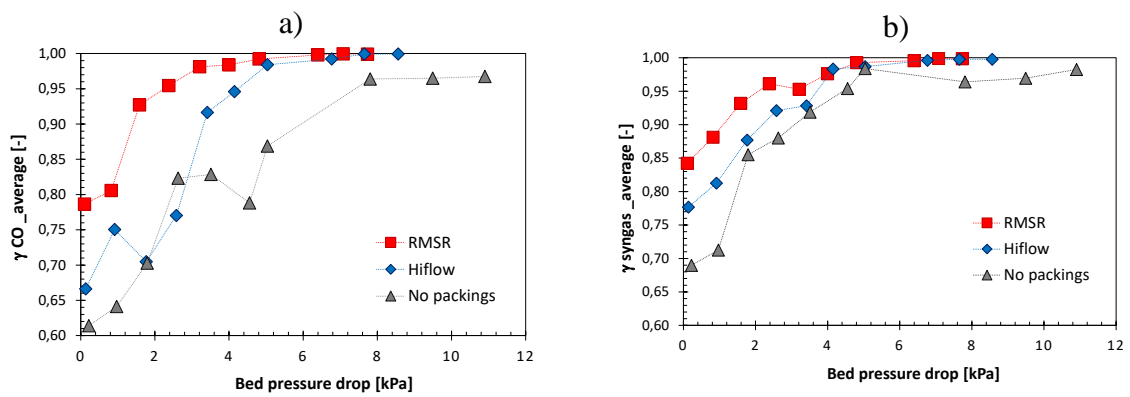 a)
1,00
0,95
0,90
0,85
0,80
0,75
0,70
0,65
0,60
γ CO _average [-]
RMSR
Hiflow
No packings
0 2 4 6 8 10 12
Bed pressure drop [kPa]
b)
1,00
0,95
0,90
0,85
0,80
0,75
0,70
0,65
0,60
γ syngas_average [-]
RMSR
Hiflow
No packings
0 2 4 6 8 10 12
Bed pressure drop [kPa]